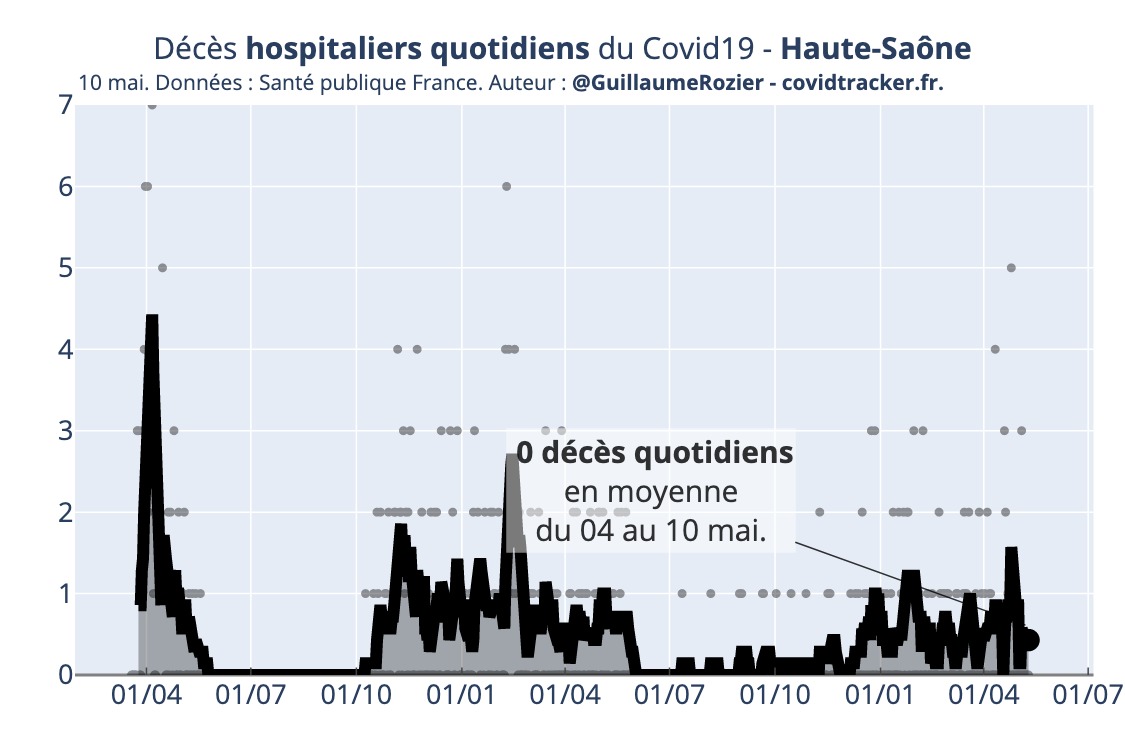 Décès hospitaliers quotidiens du Covid19 - Haute-Saône
10 mai. Données : Santé publique France. Auteur : @GuillaumeRozier - covidtracker.fr.
7
6
5
4
3
2
1
0
0 décès quotidiens
en moyenne
du 04 au 10 mai.
01/04 01/07 01/10 01/01 01/04 01/07 01/10 01/01 01/04 01/07